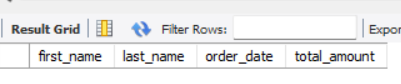 Result Grid Filter Rows: Expor
first_name last_name order_date total_amount